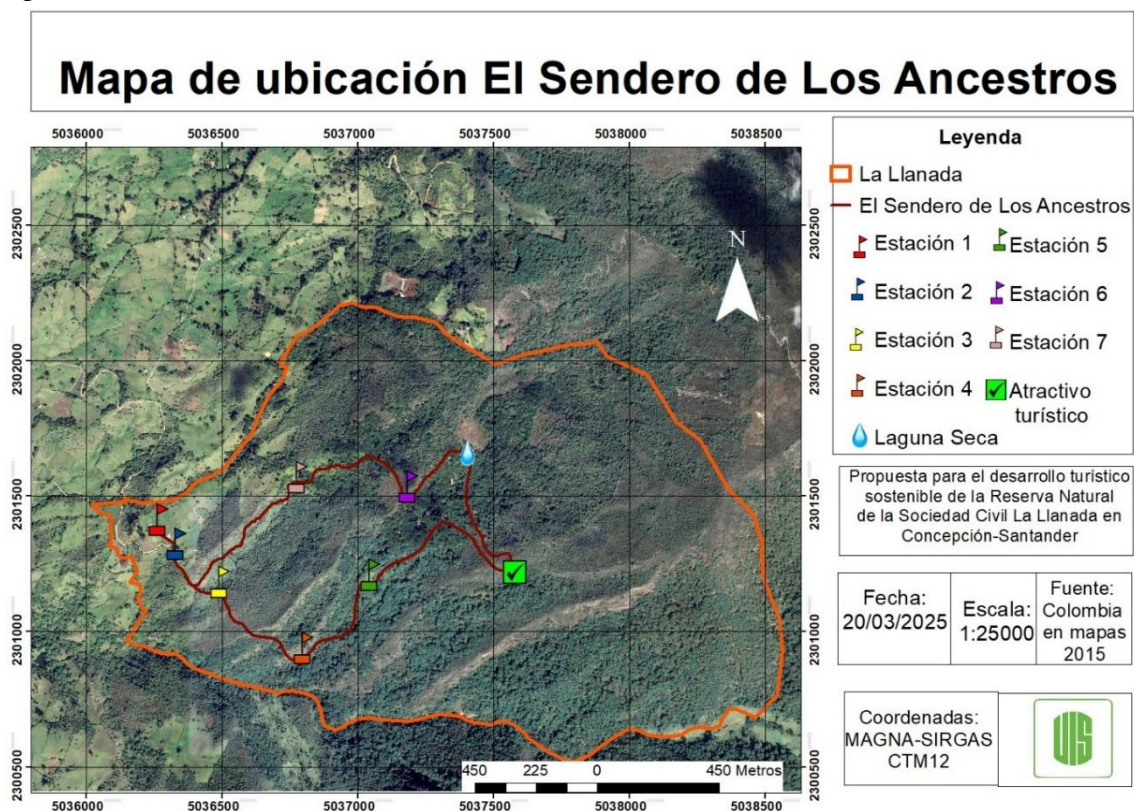 Mapa de ubicación El Sendero de Los Ancestros
5036000 5036500 5037000 5037500 5038000 5038500
2302500
2302000
2301500
2301000
2300500
2302500
2302000
2301500
2301000
2300500
N
450 225 0 450 Metros
5036000 5036500 5037000 5037500 5038000 5038500
Leyenda
La Llanada
El Sendero de Los Ancestros
Estación 1
Estación 5
Estación 2
Estación 6
Estación 3
Estación 7
Estación 4
Atractivo
turístico
Laguna Seca
Propuesta para el desarrollo turístico
sostenible de la Reserva Natural
de la Sociedad Civil La Llanada en
Concepción-Santander
Fecha:
20/03/2025
Escala:
1:25000
Fuente:
Colombia
en mapas
2015
Coordenadas:
MAGNA-SIRGAS
CTM12
UIS